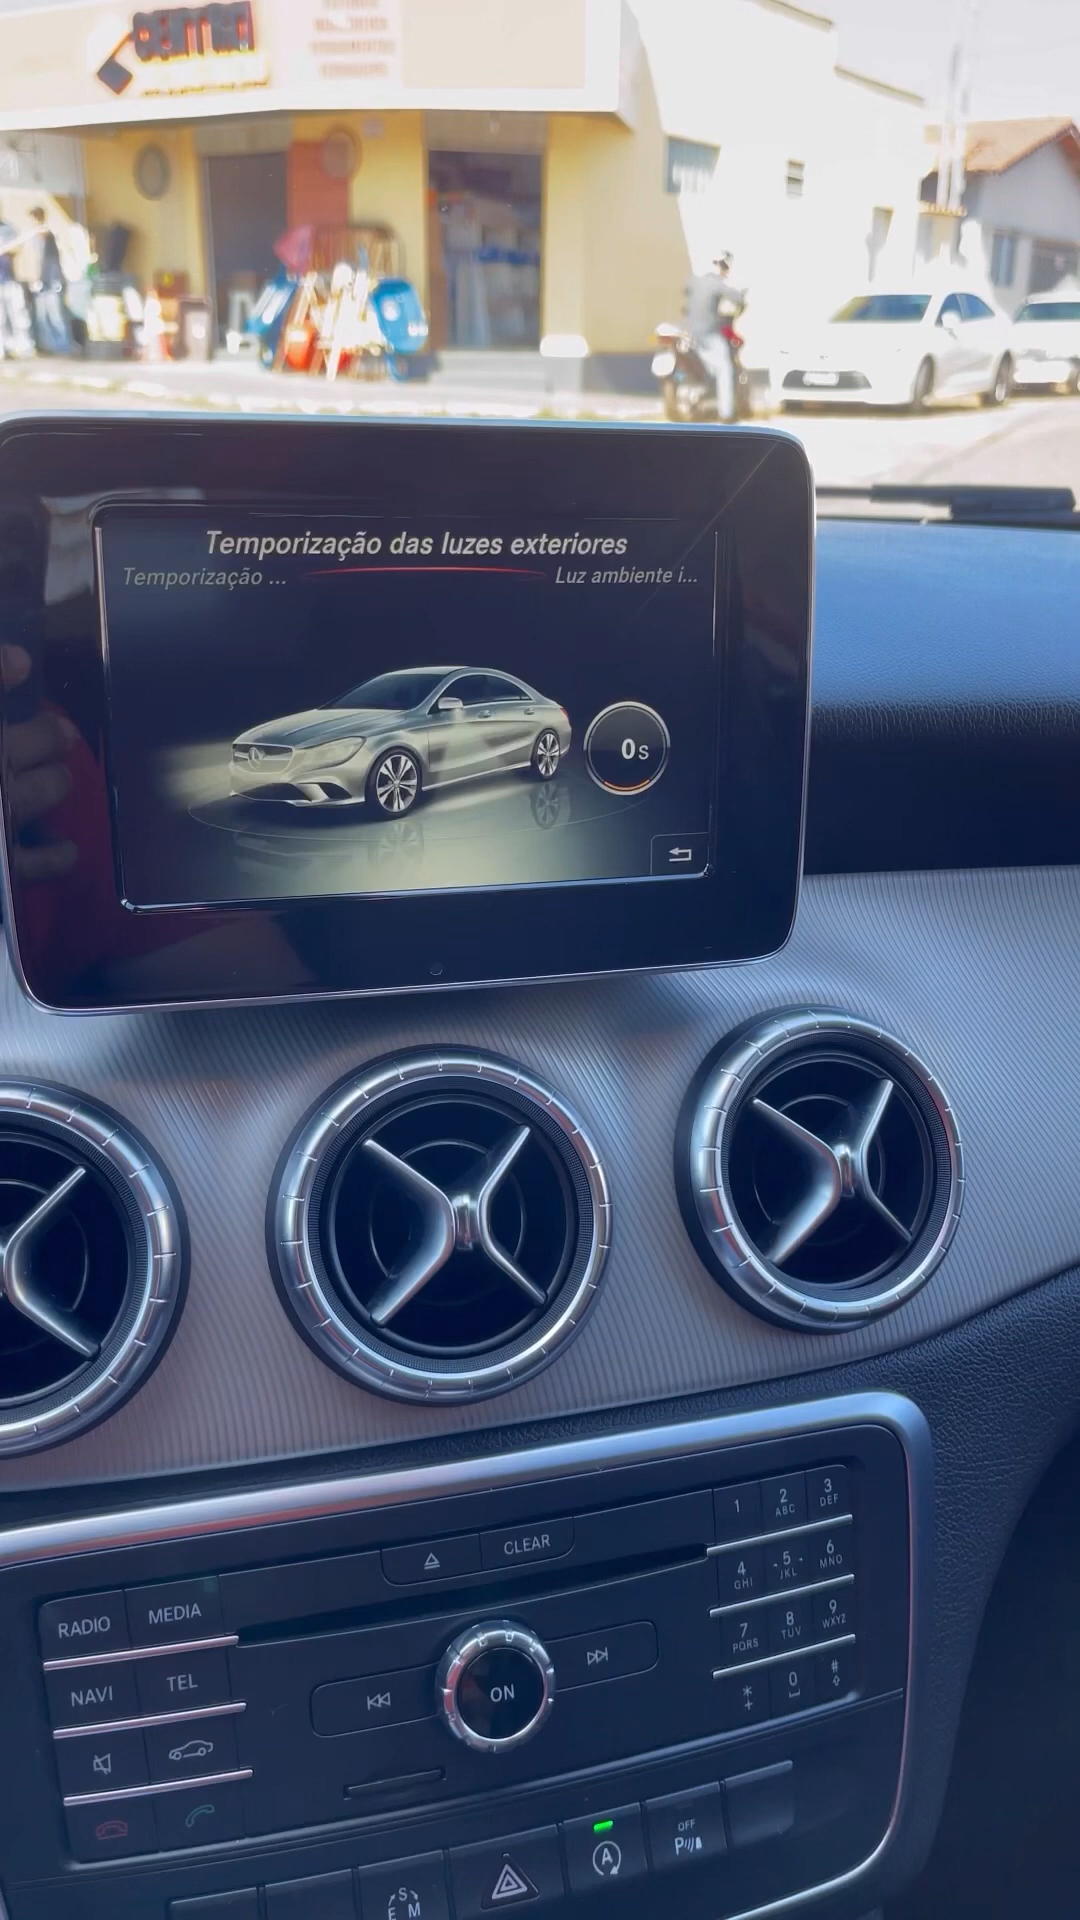 Temporização das luzes exteriores
Temporização ...
Luz ambiente i...
0s
CLEAR
1
2 ABC
3 DEF
4 GHI
5 JKL
6 MNO
7 PQRS
8 TUV
9 WXYZ
* +
0
#
RADIO
MEDIA
NAVI
TEL
ON
S
E M
A
OFF
P